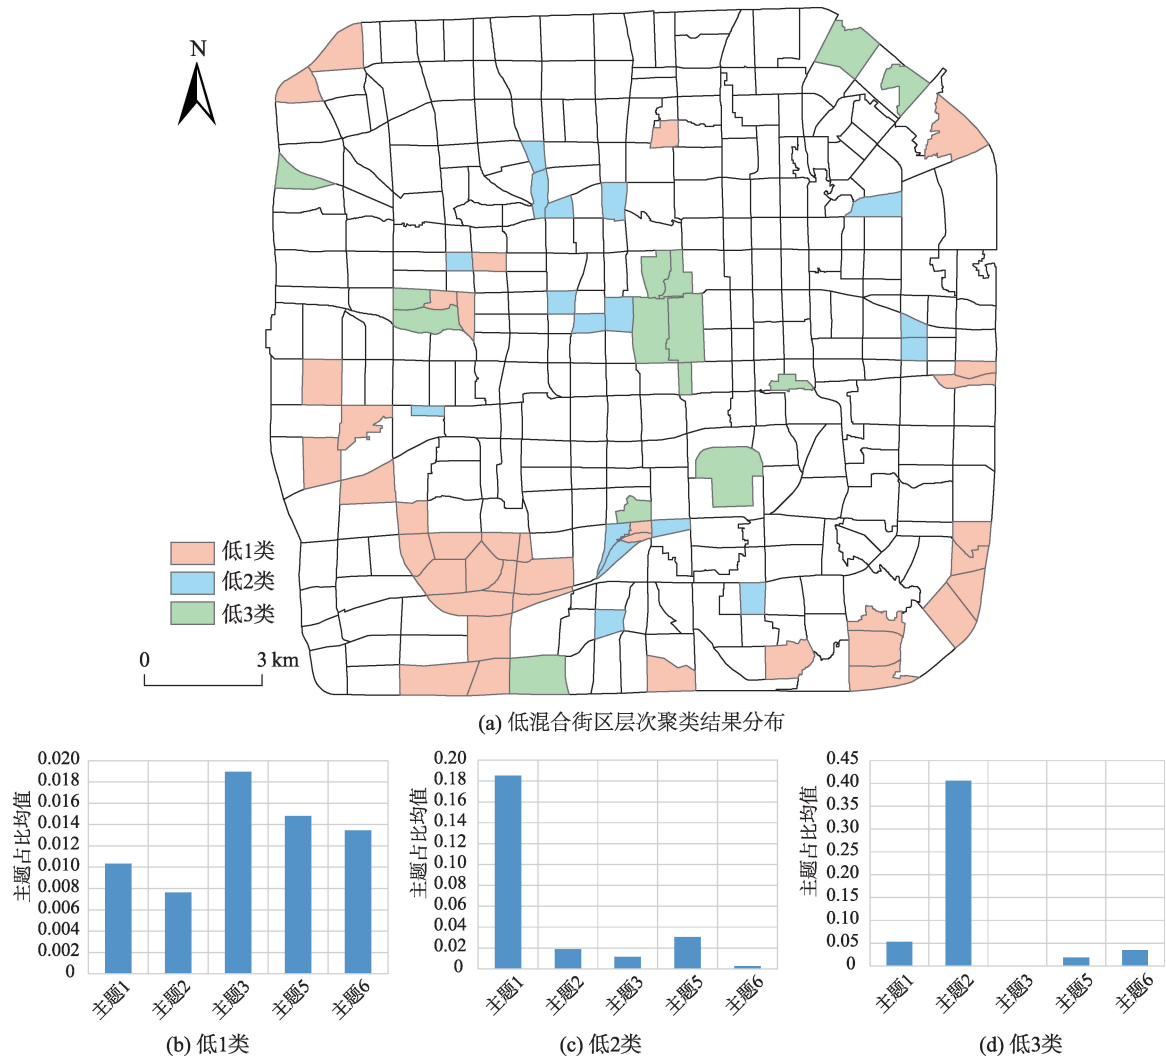 N
低1类
低2类
低3类
0 3 km
(a) 低混合街区层次聚类结果分布
主题占比均值
0.020
0.018
0.016
0.014
0.012
0.010
0.008
0.006
0.004
0.002
0
主题1 主题2 主题3 主题5 主题6
(b) 低1类
主题占比均值
0.20
0.18
0.16
0.14
0.12
0.10
0.08
0.06
0.04
0.02
0
主题1 主题2 主题3 主题5 主题6
(c) 低2类
主题占比均值
0.45
0.40
0.35
0.30
0.25
0.20
0.15
0.10
0.05
0
主题1 主题2 主题3 主题5 主题6
(d) 低3类